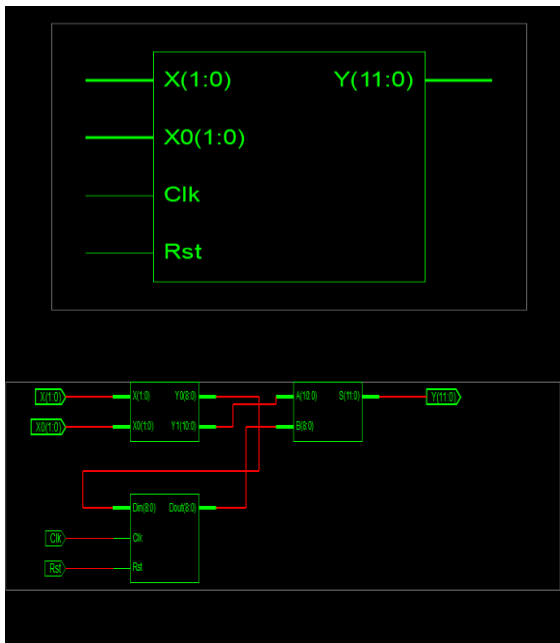 X(1:0) Y(11:0)
X0(1:0)
Clk
Rst
X(1:0) X(1:0) Y0(8:0) A(10:0) S(11:0) Y(11:0)
X0(1:0) X0(1:0) Y1(10:0) B(8:0)
Din(8:0) Dout(8:0)
Clk Clk
Rst Rst